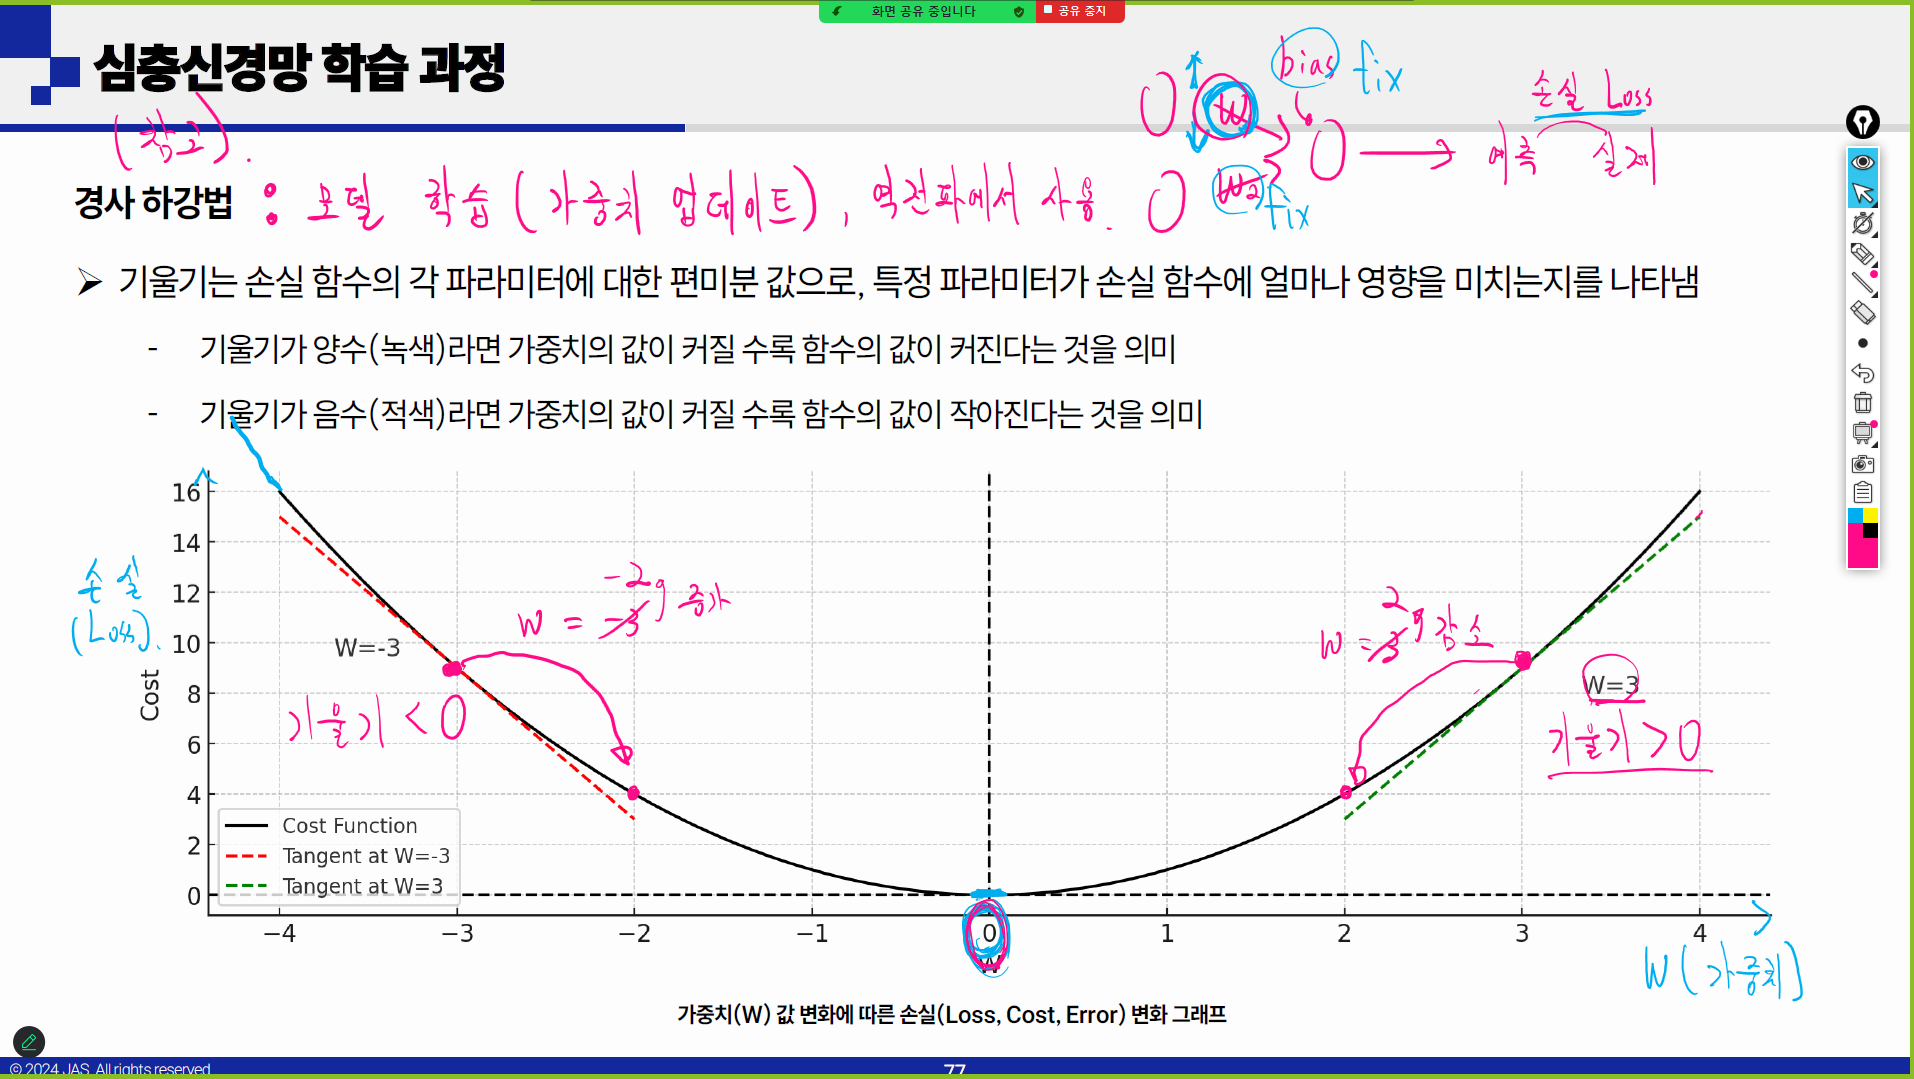 화면 공유 중입니다 공유 중지
심층신경망 학습 과정
bias fix
손실 Loss
W
예측 실제
(참고).
경사 하강법 : 모델 학습 (가중치 업데이트), 역전파에서 사용.
W2 fix
➢ 기울기는 손실 함수의 각 파라미터에 대한 편미분 값으로, 특정 파라미터가 손실 함수에 얼마나 영향을 미치는지를 나타냄
- 기울기가 양수(녹색)라면 가중치의 값이 커질 수록 함수의 값이 커진다는 것을 의미
- 기울기가 음수(적색)라면 가중치의 값이 커질 수록 함수의 값이 작아진다는 것을 의미
16
14
12
10
8
6
4
2
0
손실
(Loss).
Cost
W=-3
기울기 < 0
-2
W = -3 증가
2
W = 3 감소
W=3
기울기 > 0
Cost Function
Tangent at W=-3
Tangent at W=3
−4 −3 −2 −1 0 1 2 3 4
W
W (가중치)
가중치(W) 값 변화에 따른 손실(Loss, Cost, Error) 변화 그래프
© 2024 JAS. All rights reserved
77